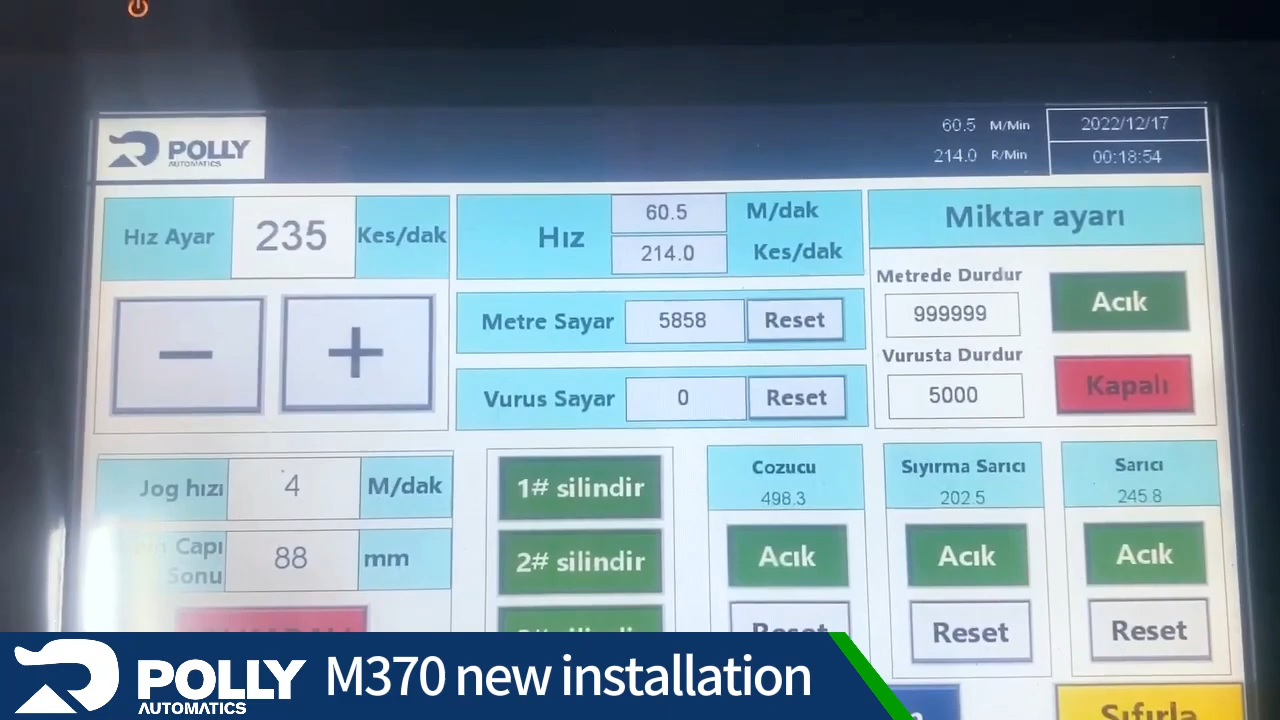 POLLY
AUTOMATICS
60.5 M/Min
214.0 R/Min
2022/12/17
00:18:54
Hız Ayar 235 Kes/dak
Hız
60.5 M/dak
214.0 Kes/dak
Metre Sayar 5858 Reset
Vurus Sayar 0 Reset
Miktar ayarı
Metrede Durdur
999999
Acık
Vurusta Durdur
5000
Kapalı
Jog hızı 4 M/dak
Capı
Sonu
88 mm
1# silindir
2# silindir
Cozucu
498.3
Acık
Reset
Sıyırma Sarıcı
202.5
Acık
Reset
Sarıcı
245.8
Acık
Reset
Sıfırla
POLLY
AUTOMATICS
M370 new installation